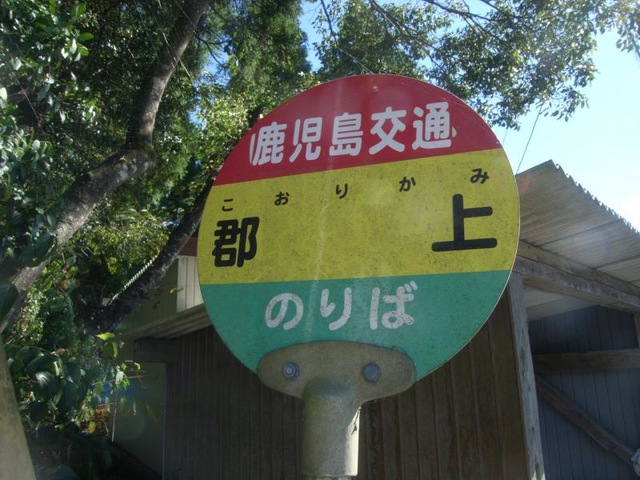 鹿児島交通
こおりかみ
郡上
のりば